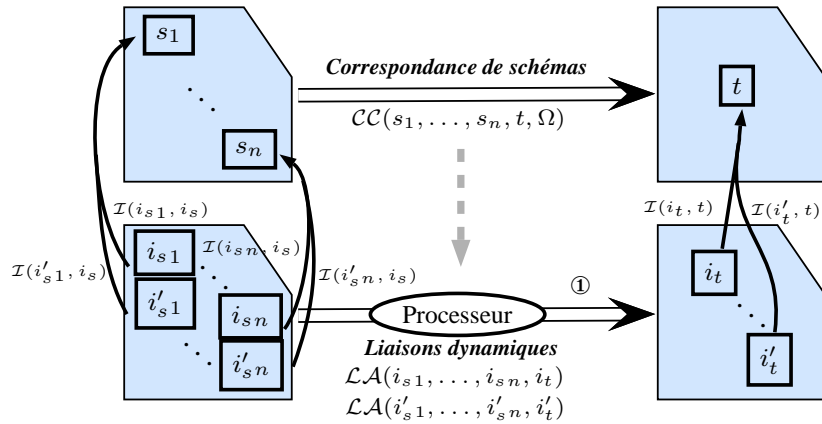 s₁
Correspondance de schémas
t
CC(s₁, . . . , sₙ, t, Ω)
sₙ
I(iₛ₁, iₛ)
I(iₜ, t)
I(i′ₜ, t)
iₛ₁
I(iₛₙ, iₛ)
I(i′ₛ₁, iₛ)
I(i′ₛₙ, iₛ)
iₜ
①
i′ₛ₁
iₛₙ
Processeur
i′ₛₙ
i′ₜ
Liaisons dynamiques
LA(iₛ₁, . . . , iₛₙ, iₜ)
LA(i′ₛ₁, . . . , i′ₛₙ, i′ₜ)